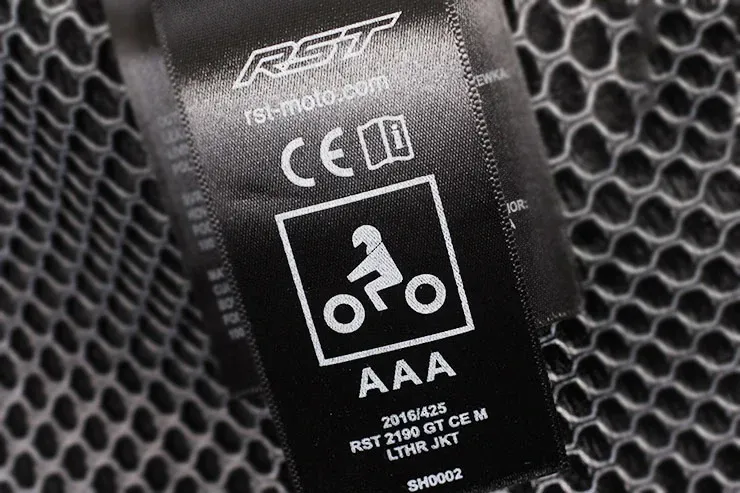 RST
rst-moto.com
CE i
AAA
2016/425
RST 2190 GT CE M
LTHR JKT
SH0002